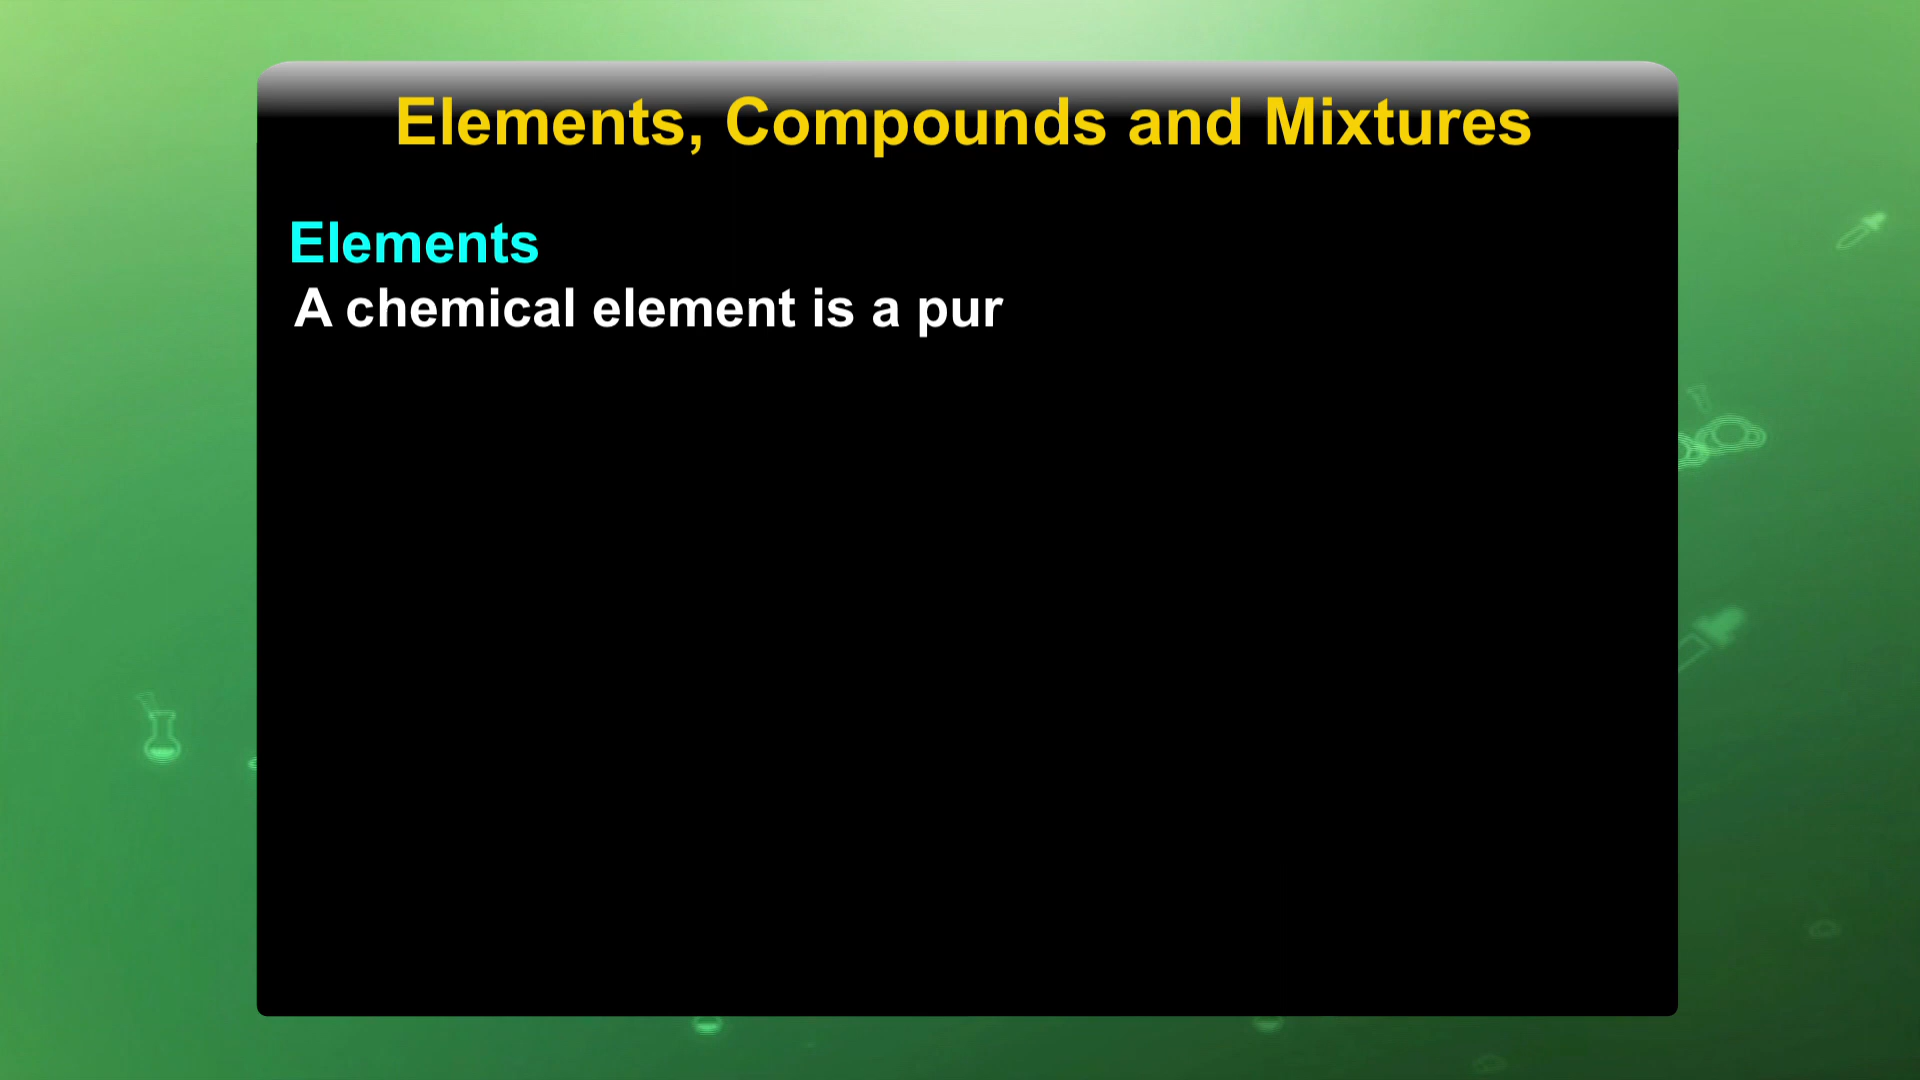 Elements, Compounds and Mixtures
Elements
A chemical element is a pur